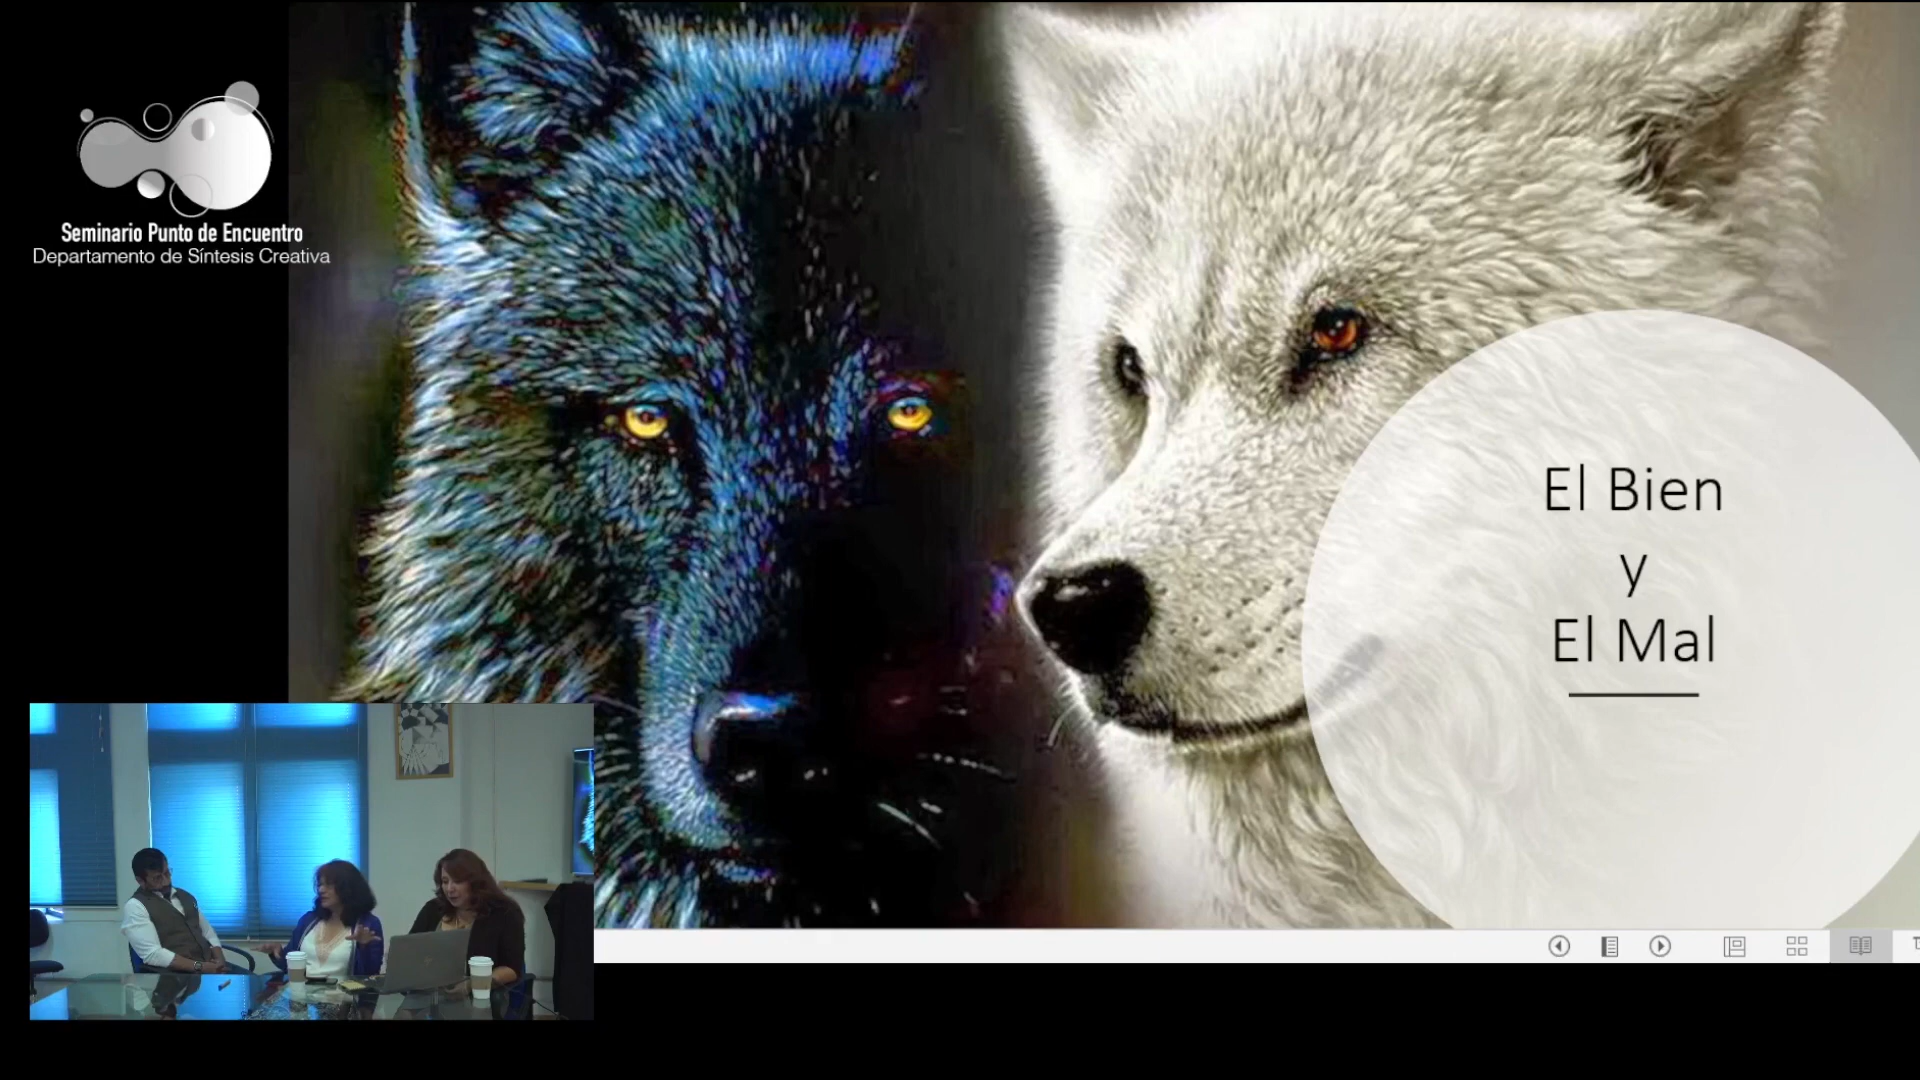 Seminario Punto de Encuentro
Departamento de Síntesis Creativa
El Bien
y
El Mal